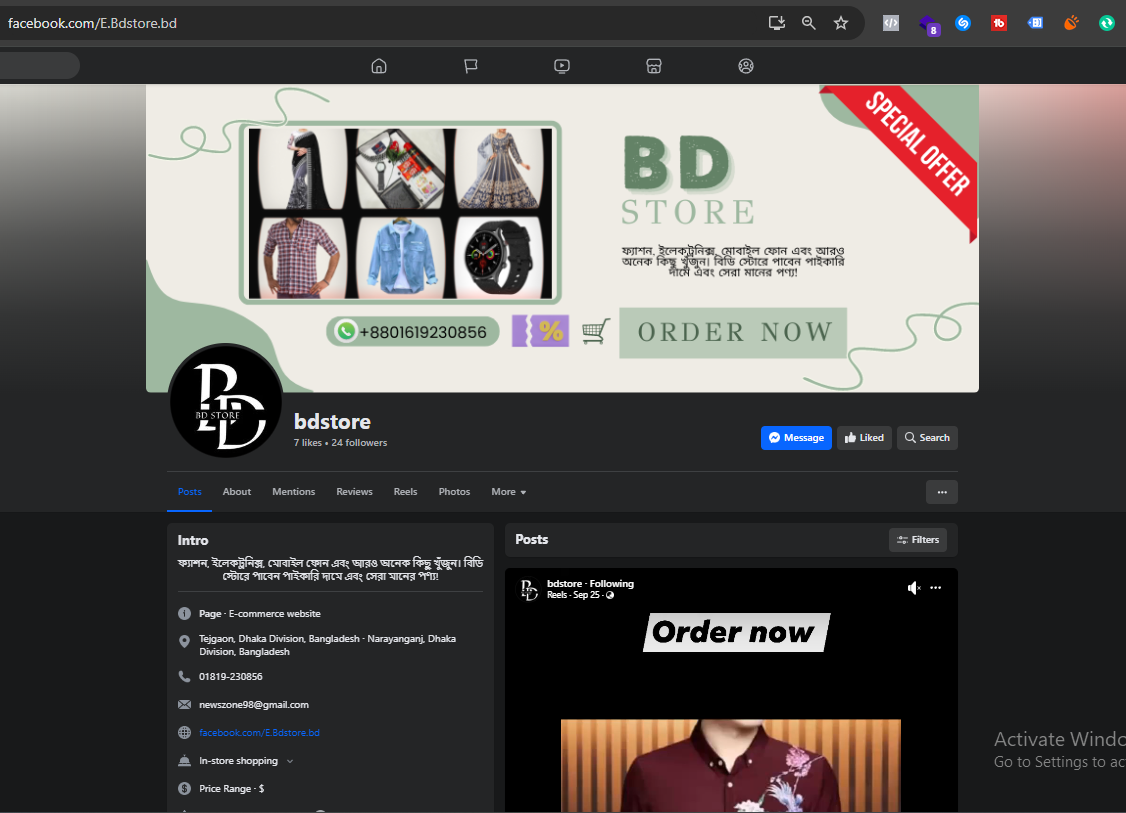 facebook.com/E.Bdstore.bd
8
SPECIAL OFFER
BD
STORE
ফ্যাশন, ইলেকট্রনিক্স, মোবাইল ফোন এবং আরও
অনেক কিছু খুঁজুন। বিডি স্টোরে পাবেন পাইকারি
দামে এবং সেরা মানের পণ্য!
+8801619230856
%
ORDER NOW
BD STORE
bdstore
7 likes • 24 followers
Message
Liked
Search
Posts
About
Mentions
Reviews
Reels
Photos
More
Intro
ফ্যাশন, ইলেকট্রনিক্স, মোবাইল ফোন এবং আরও অনেক কিছু খুঁজুন। বিডি
স্টোরে পাবেন পাইকারি দামে এবং সেরা মানের পণ্য!
Page · E-commerce website
Tejgaon, Dhaka Division, Bangladesh · Narayanganj, Dhaka
Division, Bangladesh
01819-230856
newszone98@gmail.com
facebook.com/E.Bdstore.bd
In-store shopping
Price Range · $
Posts
Filters
bdstore · Following
Reels · Sep 25 ·
Order now
Activate Windo
Go to Settings to ac